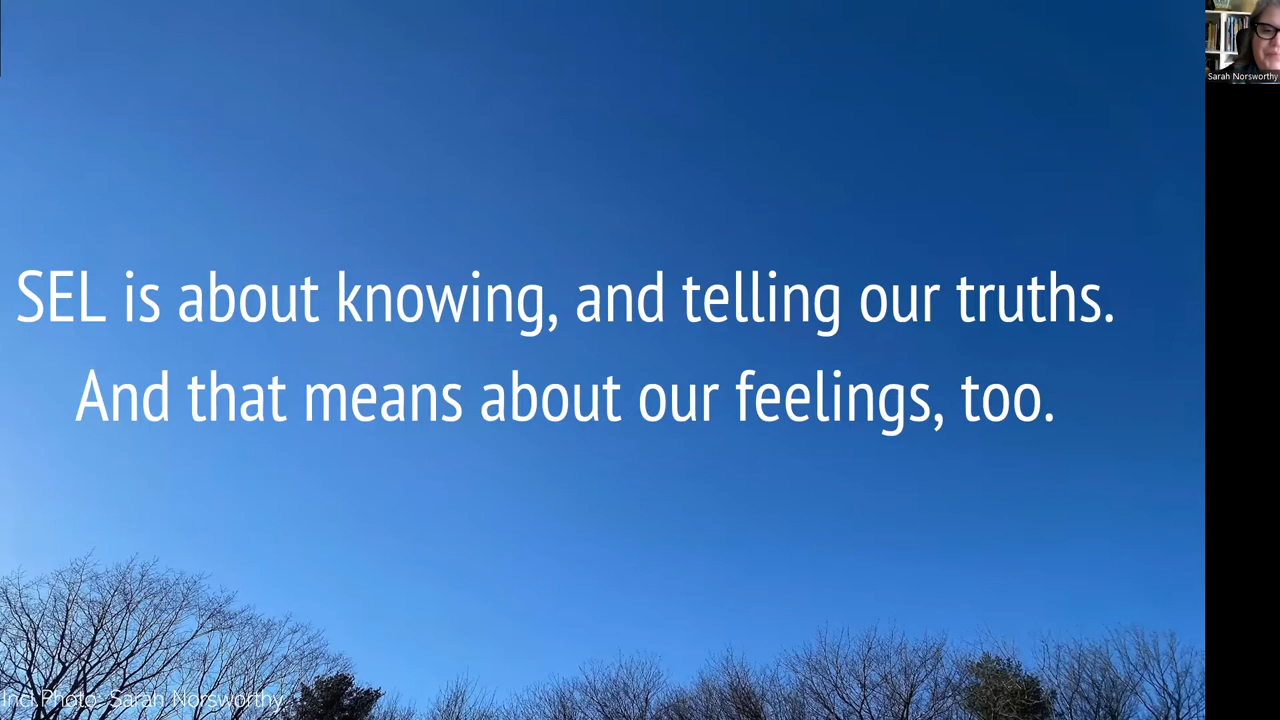 SEL is about knowing, and telling our truths.
And that means about our feelings, too.
Sarah Norsworthy
Incl Photo: Sarah Norsworthy